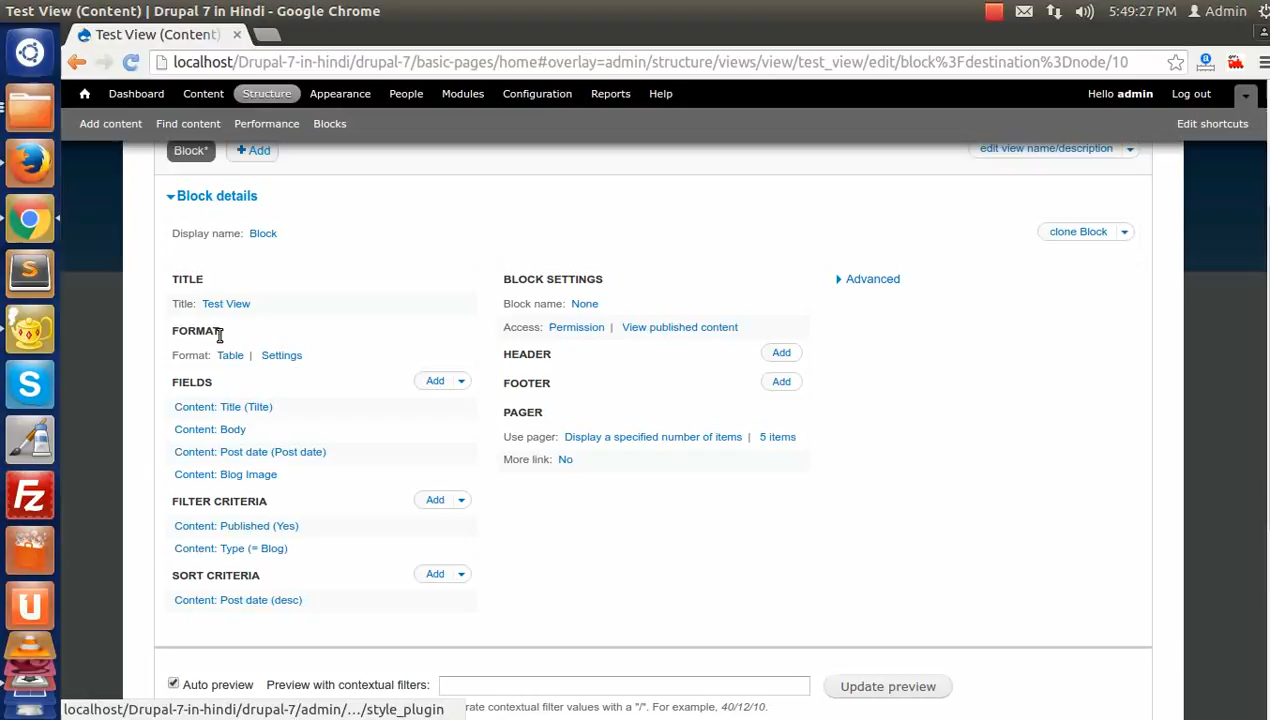 Test View (Content) | Drupal 7 in Hindi - Google Chrome
5:49:27 PM
Admin
Test View (Content)
localhost/Drupal-7-in-hindi/drupal-7/basic-pages/home#overlay=admin/structure/views/view/test_view/edit/block%3Fdestination%3Dnode/10
Dashboard Content Structure Appearance People Modules Configuration Reports Help Hello admin Log out
Add content Find content Performance Blocks Edit shortcuts
Block* + Add edit view name/description
Block details
Display name: Block clone Block
TITLE BLOCK SETTINGS Advanced
Title: Test View Block name: None
FORMAT Access: Permission | View published content
Format: Table | Settings HEADER Add
FIELDS Add FOOTER Add
Content: Title (Tilte) PAGER
Content: Body Use pager: Display a specified number of items | 5 items
Content: Post date (Post date) More link: No
Content: Blog Image
FILTER CRITERIA Add
Content: Published (Yes)
Content: Type (= Blog)
SORT CRITERIA Add
Content: Post date (desc)
Auto preview Preview with contextual filters: Update preview
localhost/Drupal-7-in-hindi/drupal-7/admin/…/style_plugin
rate contextual filter values with a "/". For example, 40/12/10.